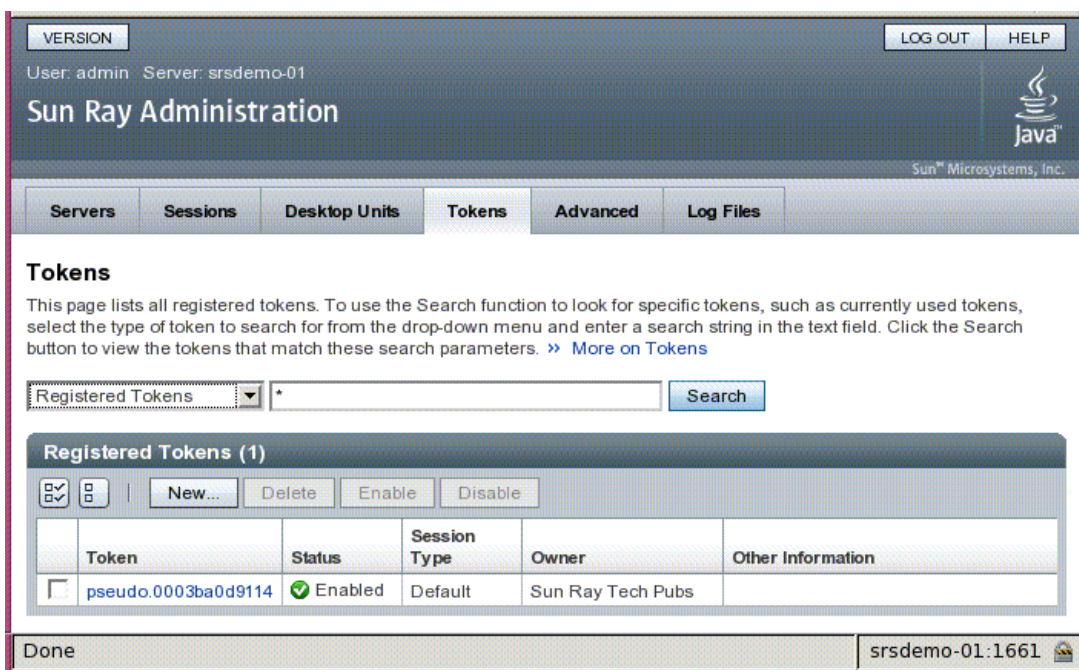 VERSION
LOG OUT HELP
User: admin Server: srsdemo-01
Sun Ray Administration
Java™
Sun™ Microsystems, Inc.
Servers Sessions Desktop Units Tokens Advanced Log Files
Tokens
This page lists all registered tokens. To use the Search function to look for specific tokens, such as currently used tokens,
select the type of token to search for from the drop-down menu and enter a search string in the text field. Click the Search
button to view the tokens that match these search parameters. » More on Tokens
Registered Tokens * Search
Registered Tokens (1)
New... Delete Enable Disable
Token Status Session Type Owner Other Information
pseudo.0003ba0d9114 Enabled Default Sun Ray Tech Pubs
Done srsdemo-01:1661